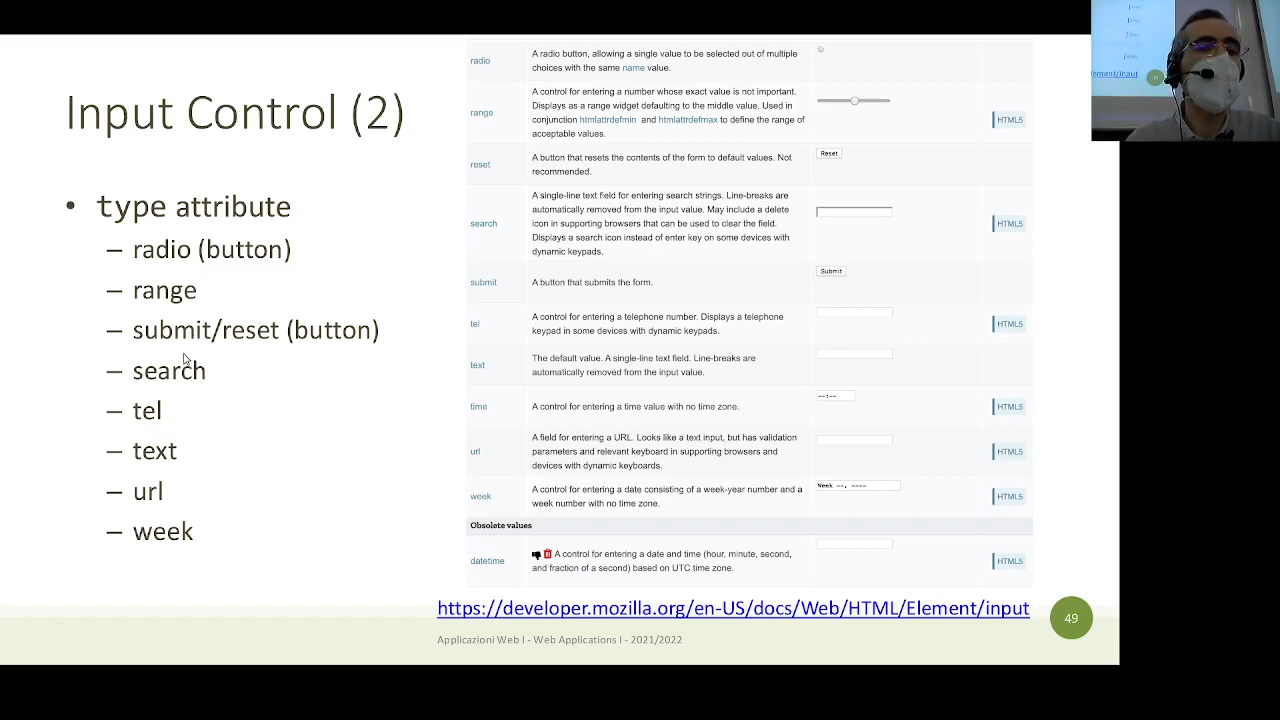 Input Control (2)
• type attribute
– radio (button)
– range
– submit/reset (button)
– search
– tel
– text
– url
– week
radio
A radio button, allowing a single value to be selected out of multiple
choices with the same name value.
range
A control for entering a number whose exact value is not important.
Displays as a range widget defaulting to the middle value. Used in
conjunction htmlattrdefmin and htmlattrdefmax to define the range of
acceptable values.
HTML5
reset
A button that resets the contents of the form to default values. Not
recommended.
Reset
search
A single-line text field for entering search strings. Line-breaks are
automatically removed from the input value. May include a delete
icon in supporting browsers that can be used to clear the field.
Displays a search icon instead of enter key on some devices with
dynamic keypads.
HTML5
submit
A button that submits the form.
Submit
tel
A control for entering a telephone number. Displays a telephone
keypad in some devices with dynamic keypads.
HTML5
text
The default value. A single-line text field. Line-breaks are
automatically removed from the input value.
time
A control for entering a time value with no time zone.
--:--
HTML5
url
A field for entering a URL. Looks like a text input, but has validation
parameters and relevant keyboard in supporting browsers and
devices with dynamic keyboards.
HTML5
week
A control for entering a date consisting of a week-year number and a
week number with no time zone.
Week --, ----
HTML5
Obsolete values
datetime
A control for entering a date and time (hour, minute, second,
and fraction of a second) based on UTC time zone.
HTML5
https://developer.mozilla.org/en-US/docs/Web/HTML/Element/input
Applicazioni Web I - Web Applications I - 2021/2022
49